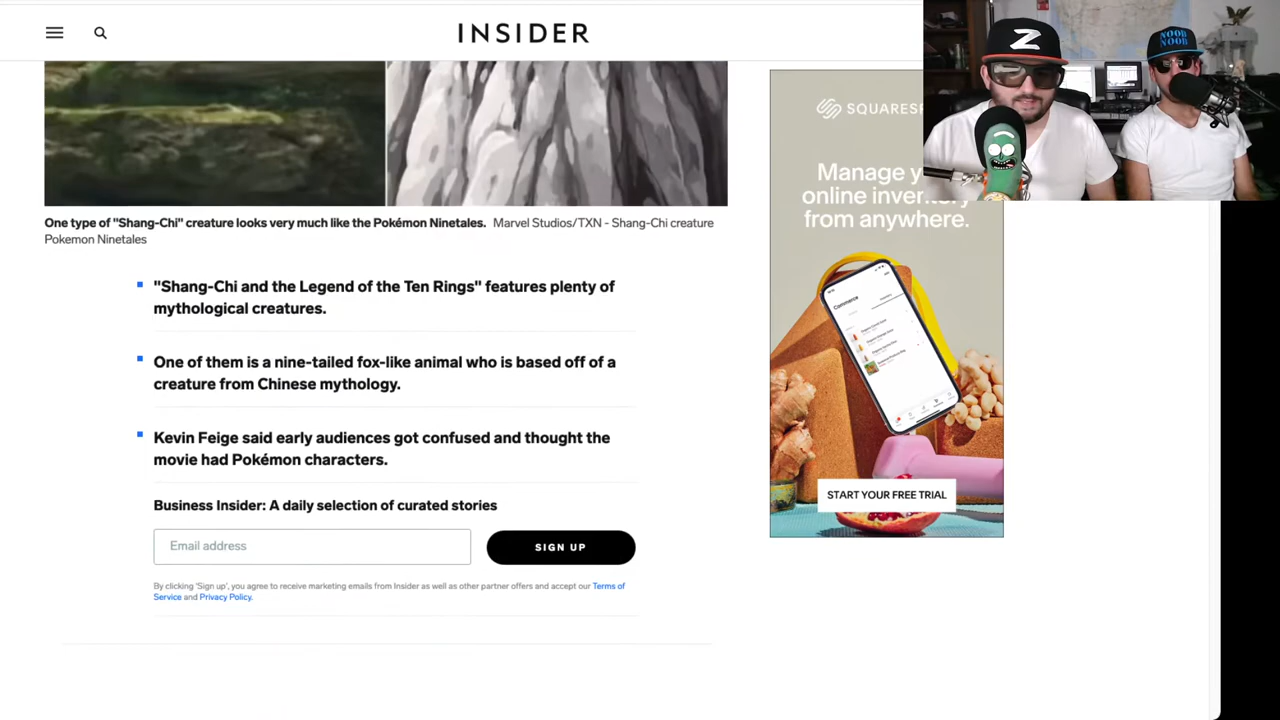 INSIDER
Z
NOOB
NOOB
SQUARESP
Manage y
online inventory
from anywhere.
Commerce
START YOUR FREE TRIAL
One type of "Shang-Chi" creature looks very much like the Pokémon Ninetales. Marvel Studios/TXN - Shang-Chi creature
Pokemon Ninetales
"Shang-Chi and the Legend of the Ten Rings" features plenty of
mythological creatures.
One of them is a nine-tailed fox-like animal who is based off of a
creature from Chinese mythology.
Kevin Feige said early audiences got confused and thought the
movie had Pokémon characters.
Business Insider: A daily selection of curated stories
Email address
SIGN UP
By clicking 'Sign up', you agree to receive marketing emails from Insider as well as other partner offers and accept our Terms of
Service and Privacy Policy.